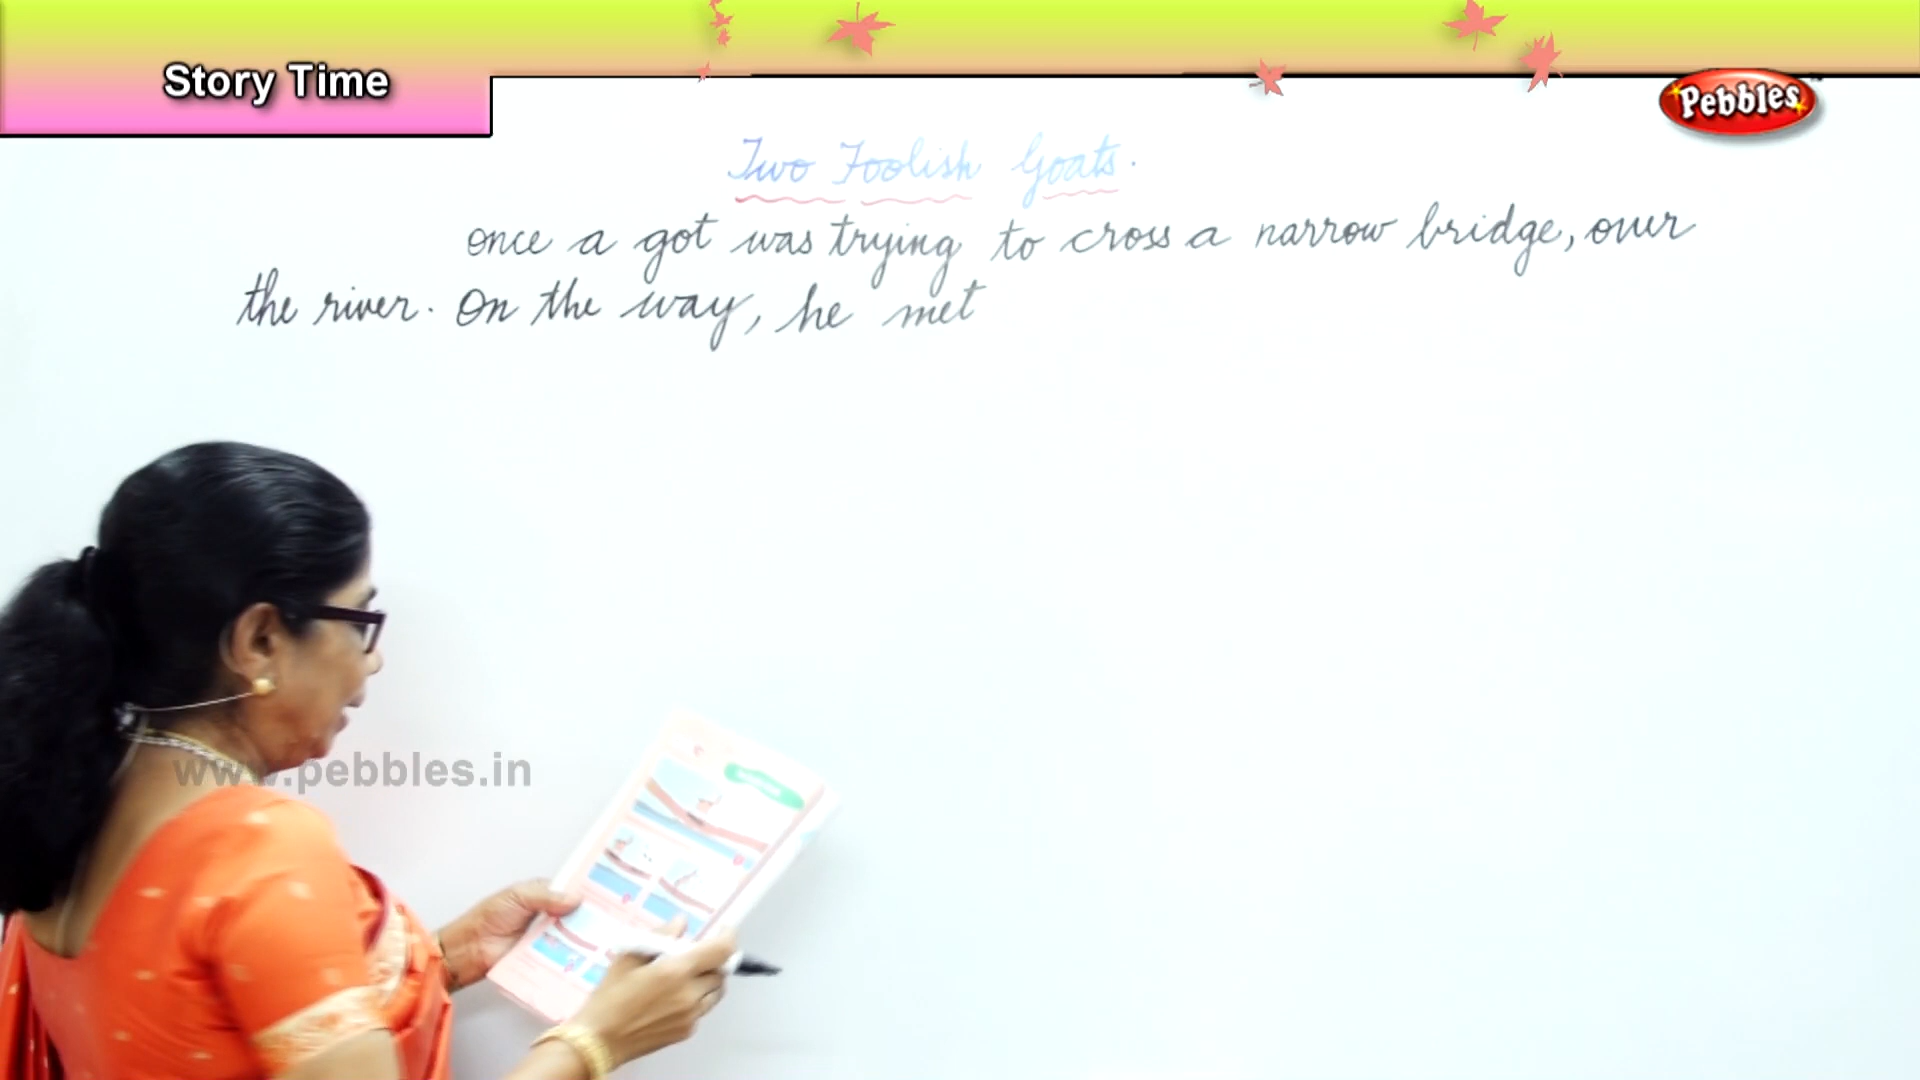 Story Time
Pebbles
Two Foolish Goats.
once a got was trying to cross a narrow bridge, over
the river. On the way, he met
www.pebbles.in